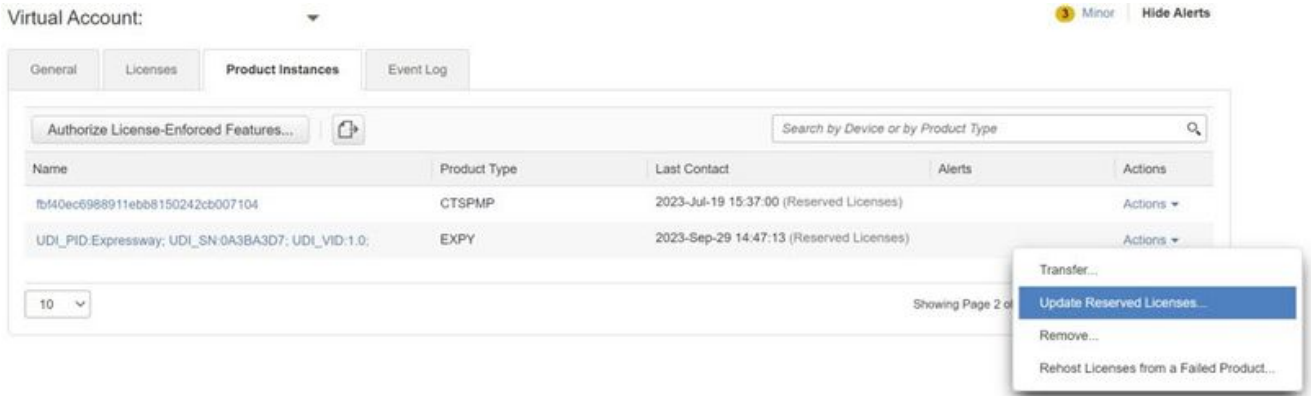 Virtual Account:
3 Minor Hide Alerts
General Licenses Product Instances Event Log
Authorize License-Enforced Features... Search by Device or by Product Type
Name Product Type Last Contact Alerts Actions
fbf40ec6988911ebb8150242cb007104 CTSPMP 2023-Jul-19 15:37:00 (Reserved Licenses) Actions
UDI_PID:Expressway; UDI_SN:0A3BA3D7; UDI_VID:1.0; EXPY 2023-Sep-29 14:47:13 (Reserved Licenses) Actions
Transfer...
10 Showing Page 2 of Update Reserved Licenses...
Remove...
Rehost Licenses from a Failed Product...